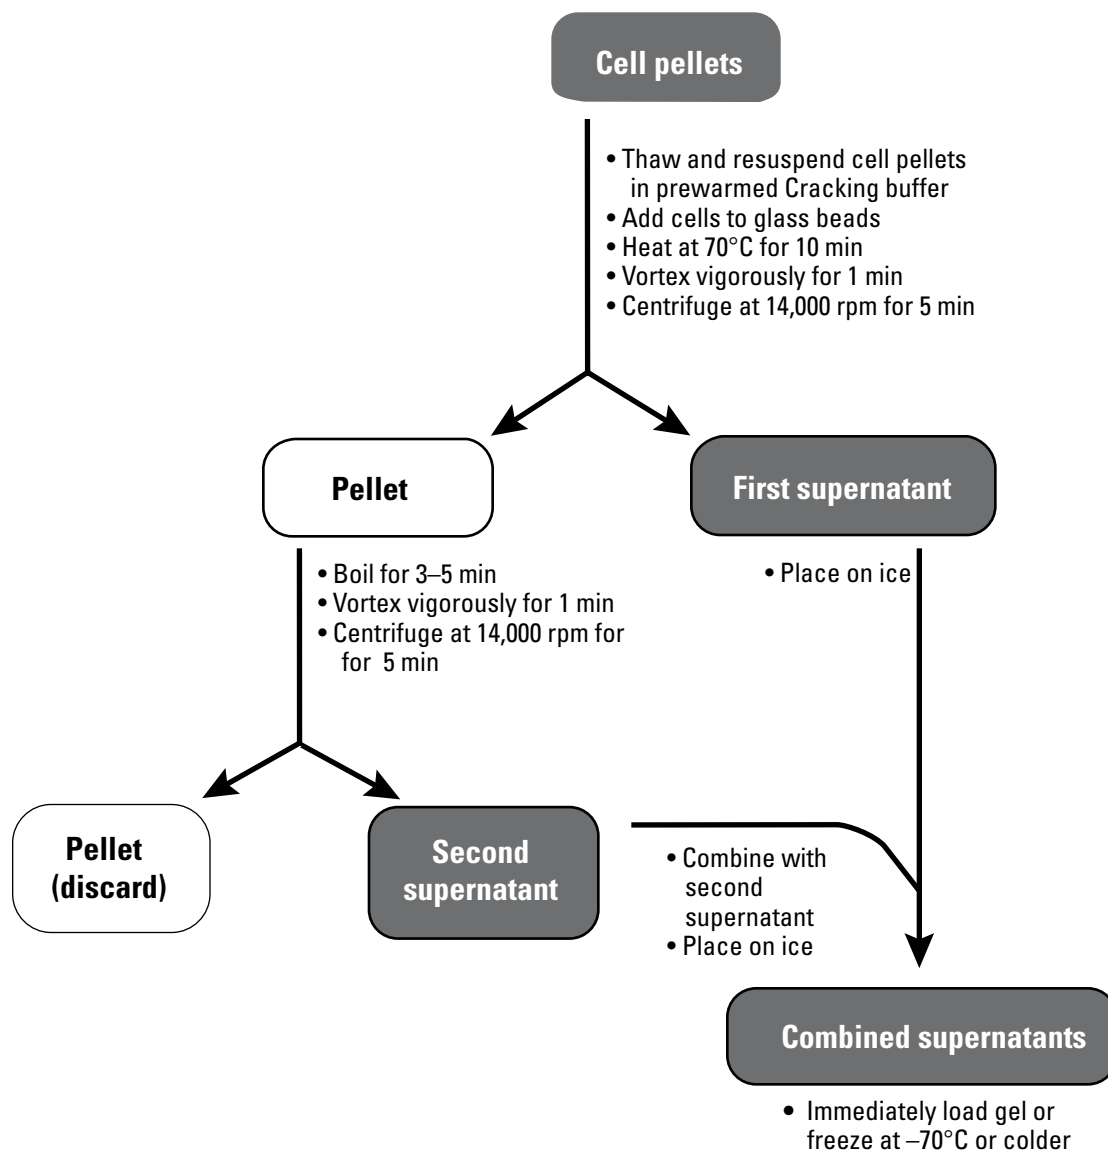 Cell pellets
• Thaw and resuspend cell pellets
in prewarmed Cracking buffer
• Add cells to glass beads
• Heat at 70°C for 10 min
• Vortex vigorously for 1 min
• Centrifuge at 14,000 rpm for 5 min
Pellet
First supernatant
• Boil for 3–5 min
• Vortex vigorously for 1 min
• Centrifuge at 14,000 rpm for
for 5 min
• Place on ice
Pellet
(discard)
Second
supernatant
• Combine with
second
supernatant
• Place on ice
Combined supernatants
• Immediately load gel or
freeze at –70°C or colder